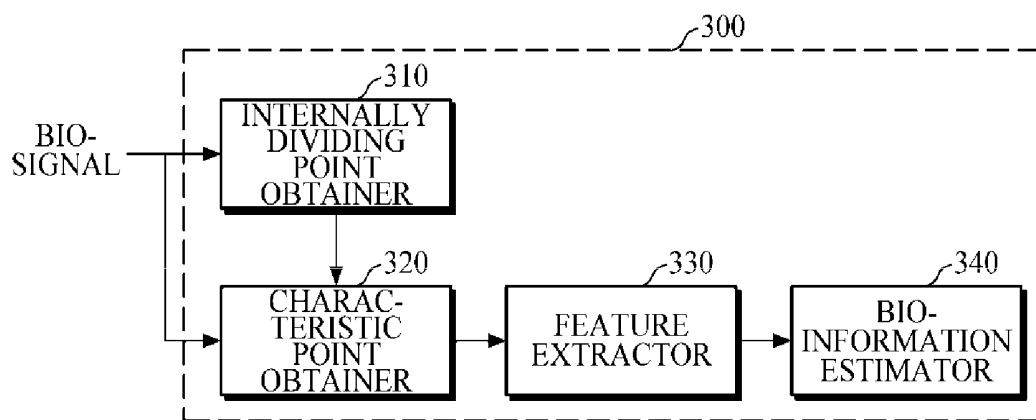 300
310
INTERNALLY
DIVIDING
POINT
OBTAINER
BIO-
SIGNAL
320
CHARAC-
TERISTIC
POINT
OBTAINER
330
FEATURE
EXTRACTOR
340
BIO-
INFORMATION
ESTIMATOR